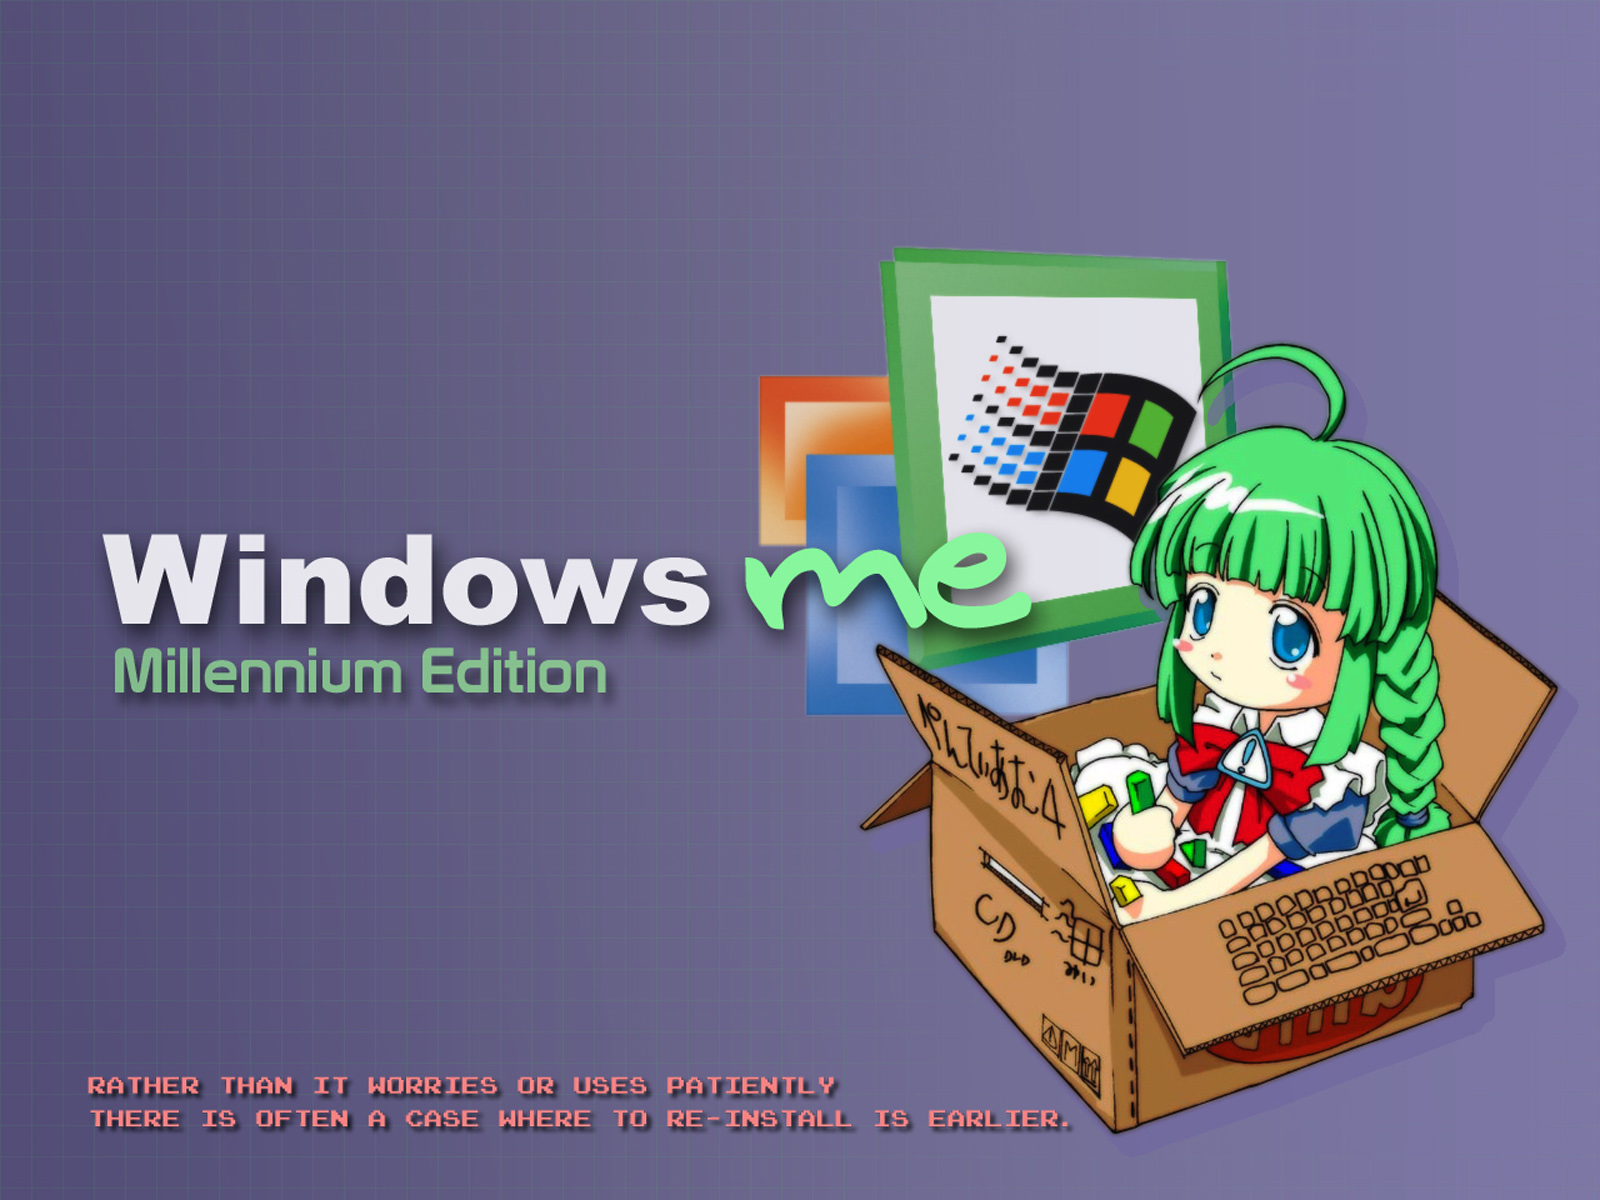 Windows me
Millennium Edition
ぺんてぃあむ4
CD
DVD
RATHER THAN IT WORRIES OR USES PATIENTLY
THERE IS OFTEN A CASE WHERE TO RE-INSTALL IS EARLIER.